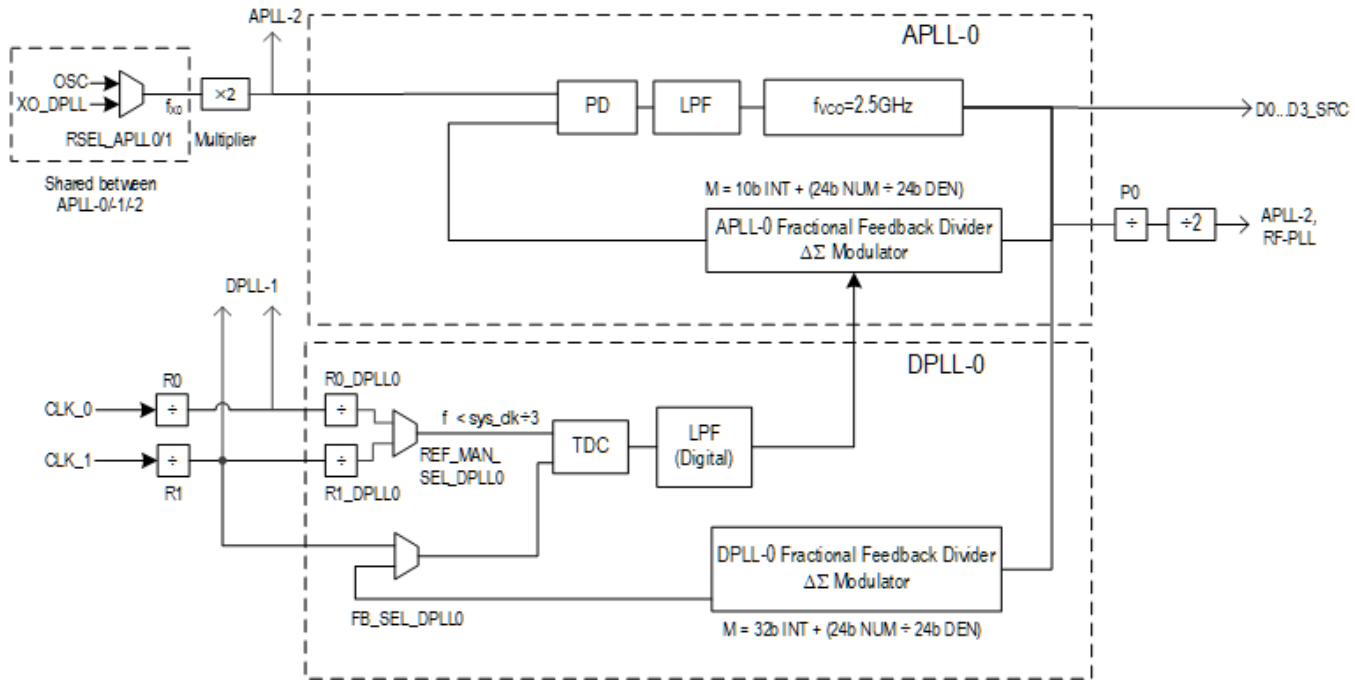 APLL-2
APLL-0
OSC
XO_DPLL
fXO
×2
RSEL_APLL0/1
Multiplier
Shared between
APLL-0/-1/-2
PD
LPF
fVCO=2.5GHz
D0...D3_SRC
M = 10b INT + (24b NUM ÷ 24b DEN)
APLL-0 Fractional Feedback Divider
ΔΣ Modulator
P0
÷
÷2
APLL-2,
RF-PLL
DPLL-1
DPLL-0
R0
R0_DPLL0
CLK_0
÷
÷
f < sys_clk÷3
CLK_1
÷
÷
R1
R1_DPLL0
REF_MAN_
SEL_DPLL0
TDC
LPF
(Digital)
DPLL-0 Fractional Feedback Divider
ΔΣ Modulator
FB_SEL_DPLL0
M = 32b INT + (24b NUM ÷ 24b DEN)